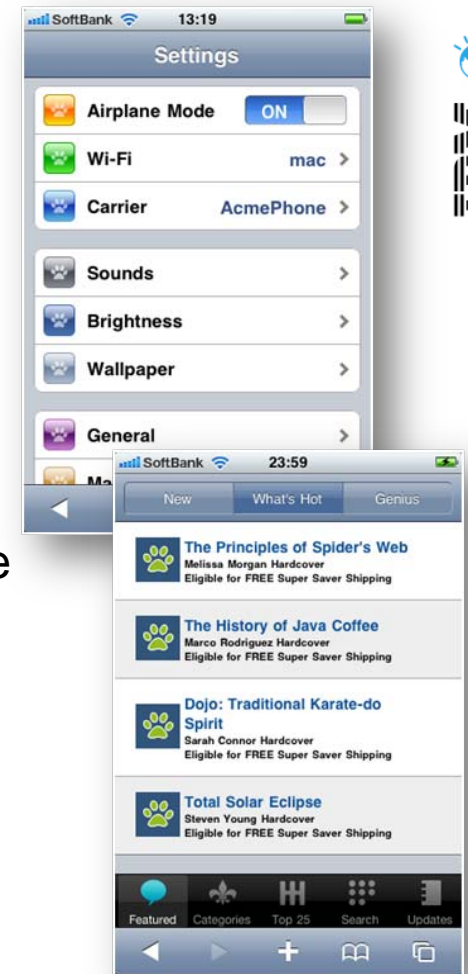 SoftBank 13:19
Settings
Airplane Mode ON
Wi-Fi mac
Carrier AcmePhone
Sounds
Brightness
Wallpaper
General
e
SoftBank 23:59
New What's Hot Genius
The Principles of Spider's Web
Melissa Morgan Hardcover
Eligible for FREE Super Saver Shipping
The History of Java Coffee
Marco Rodriguez Hardcover
Eligible for FREE Super Saver Shipping
Dojo: Traditional Karate-do
Spirit
Sarah Connor Hardcover
Eligible for FREE Super Saver Shipping
Total Solar Eclipse
Steven Young Hardcover
Eligible for FREE Super Saver Shipping
Featured Categories Top 25 Search Updates